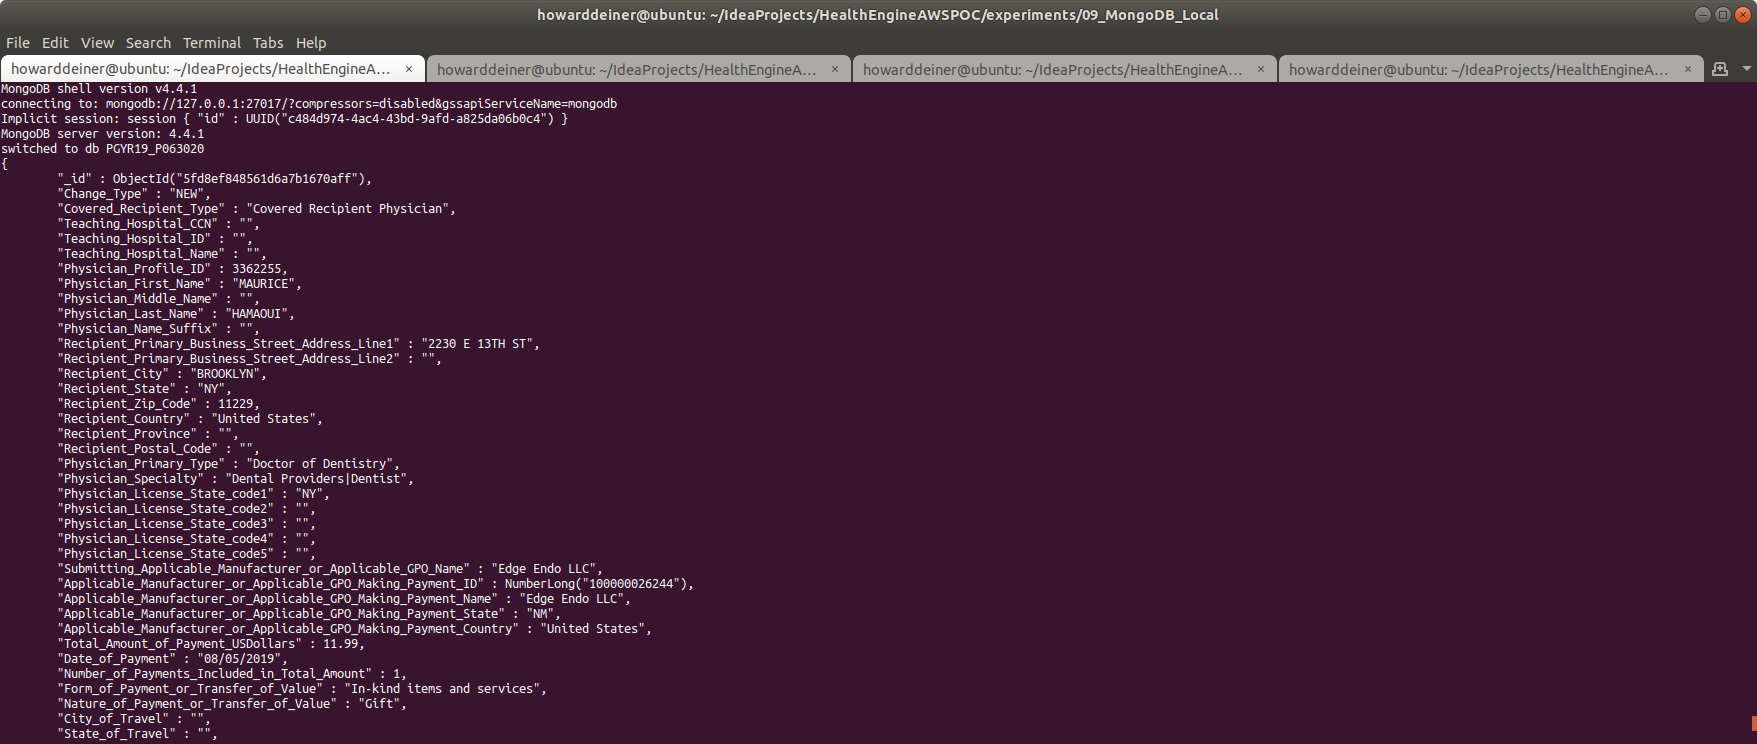 howarddeiner@ubuntu: ~/IdeaProjects/HealthEngineAWSPOC/experiments/09_MongoDB_Local
File Edit View Search Terminal Tabs Help
howarddeiner@ubuntu: ~/IdeaProjects/HealthEngineA... × howarddeiner@ubuntu: ~/IdeaProjects/HealthEngineA... × howarddeiner@ubuntu: ~/IdeaProjects/HealthEngineA... × howarddeiner@ubuntu: ~/IdeaProjects/HealthEngineA... ×
MongoDB shell version v4.4.1
connecting to: mongodb://127.0.0.1:27017/?compressors=disabled&gssapiServiceName=mongodb
Implicit session: session { "id" : UUID("c484d974-4ac4-43bd-9afd-a825da06b0c4") }
MongoDB server version: 4.4.1
switched to db PGYR19_P063020
{
"_id" : ObjectId("5fd8ef848561d6a7b1670aff"),
"Change_Type" : "NEW",
"Covered_Recipient_Type" : "Covered Recipient Physician",
"Teaching_Hospital_CCN" : "",
"Teaching_Hospital_ID" : "",
"Teaching_Hospital_Name" : "",
"Physician_Profile_ID" : 3362255,
"Physician_First_Name" : "MAURICE",
"Physician_Middle_Name" : "",
"Physician_Last_Name" : "HAMAOUI",
"Physician_Name_Suffix" : "",
"Recipient_Primary_Business_Street_Address_Line1" : "2230 E 13TH ST",
"Recipient_Primary_Business_Street_Address_Line2" : "",
"Recipient_City" : "BROOKLYN",
"Recipient_State" : "NY",
"Recipient_Zip_Code" : 11229,
"Recipient_Country" : "United States",
"Recipient_Province" : "",
"Recipient_Postal_Code" : "",
"Physician_Primary_Type" : "Doctor of Dentistry",
"Physician_Specialty" : "Dental Providers|Dentist",
"Physician_License_State_code1" : "NY",
"Physician_License_State_code2" : "",
"Physician_License_State_code3" : "",
"Physician_License_State_code4" : "",
"Physician_License_State_code5" : "",
"Submitting_Applicable_Manufacturer_or_Applicable_GPO_Name" : "Edge Endo LLC",
"Applicable_Manufacturer_or_Applicable_GPO_Making_Payment_ID" : NumberLong("100000026244"),
"Applicable_Manufacturer_or_Applicable_GPO_Making_Payment_Name" : "Edge Endo LLC",
"Applicable_Manufacturer_or_Applicable_GPO_Making_Payment_State" : "NM",
"Applicable_Manufacturer_or_Applicable_GPO_Making_Payment_Country" : "United States",
"Total_Amount_of_Payment_USDollars" : 11.99,
"Date_of_Payment" : "08/05/2019",
"Number_of_Payments_Included_in_Total_Amount" : 1,
"Form_of_Payment_or_Transfer_of_Value" : "In-kind items and services",
"Nature_of_Payment_or_Transfer_of_Value" : "Gift",
"City_of_Travel" : "",
"State_of_Travel" : "",